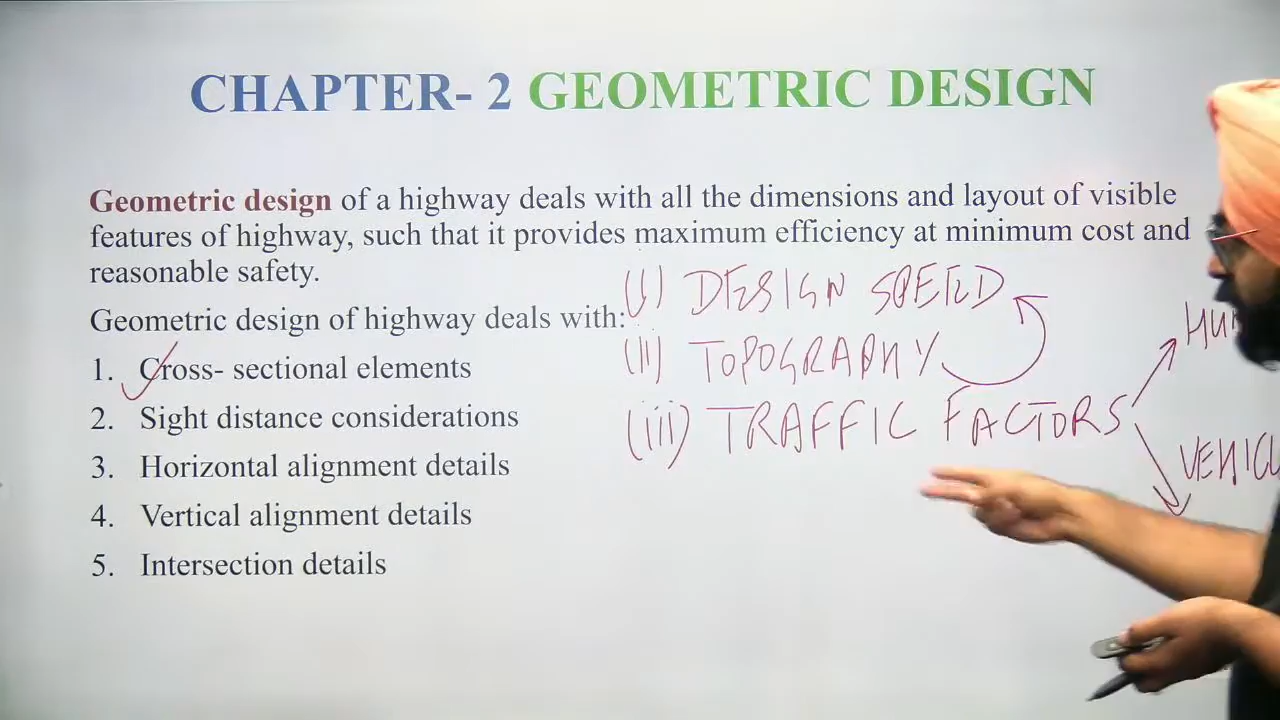 CHAPTER- 2 GEOMETRIC DESIGN
Geometric design of a highway deals with all the dimensions and layout of visible
features of highway, such that it provides maximum efficiency at minimum cost and
reasonable safety.
Geometric design of highway deals with:
1. Cross- sectional elements
2. Sight distance considerations
3. Horizontal alignment details
4. Vertical alignment details
5. Intersection details
(i) DESIGN SPEED
(ii) TOPOGRAPHY
(iii) TRAFFIC FACTORS